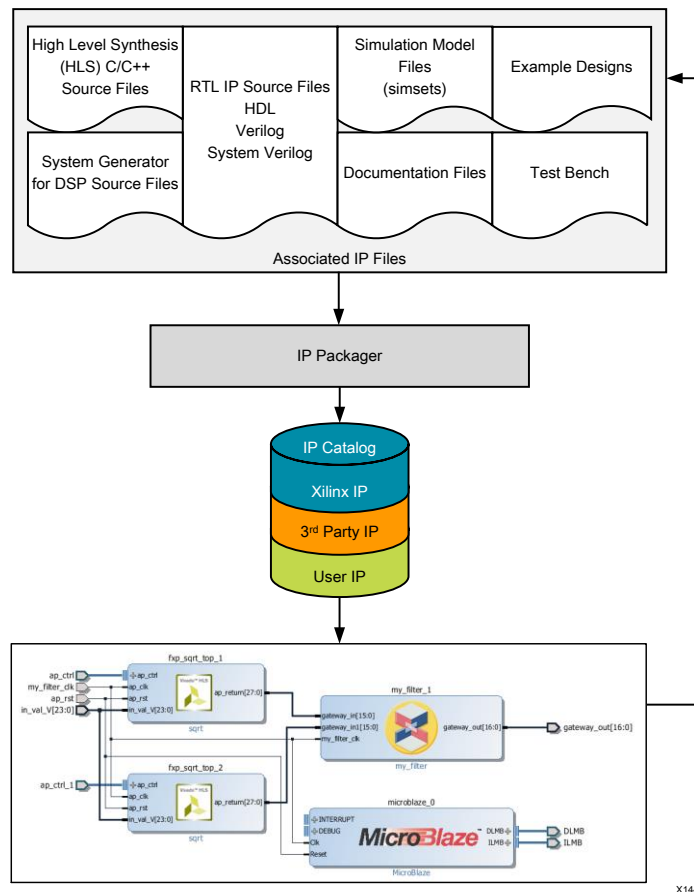 High Level Synthesis
(HLS) C/C++
Source Files
RTL IP Source Files
HDL
Verilog
System Verilog
Simulation Model
Files
(simsets)
Example Designs
System Generator
for DSP Source Files
Documentation Files
Test Bench
Associated IP Files
IP Packager
IP Catalog
Xilinx IP
3rd Party IP
User IP
fxp_sqrt_top_1
ap_ctrl
my_filter_clk
ap_rst
in_val_V[23:0]
ap_ctrl
ap_clk
ap_rst
in_val_V[23:0]
ap_return[27:0]
sqrt
my_filter_1
gateway_in[15:0]
gateway_in1[15:0]
my_filter_clk
gateway_out[16:0]
gateway_out[16:0]
my_filter
fxp_sqrt_top_2
ap_ctrl_1
ap_ctrl
ap_clk
ap_rst
in_val_V[23:0]
ap_return[27:0]
sqrt
microblaze_0
INTERRUPT
DEBUG
Clk
Reset
MicroBlaze
DLMB
ILMB
DLMB
ILMB
MicroBlaze